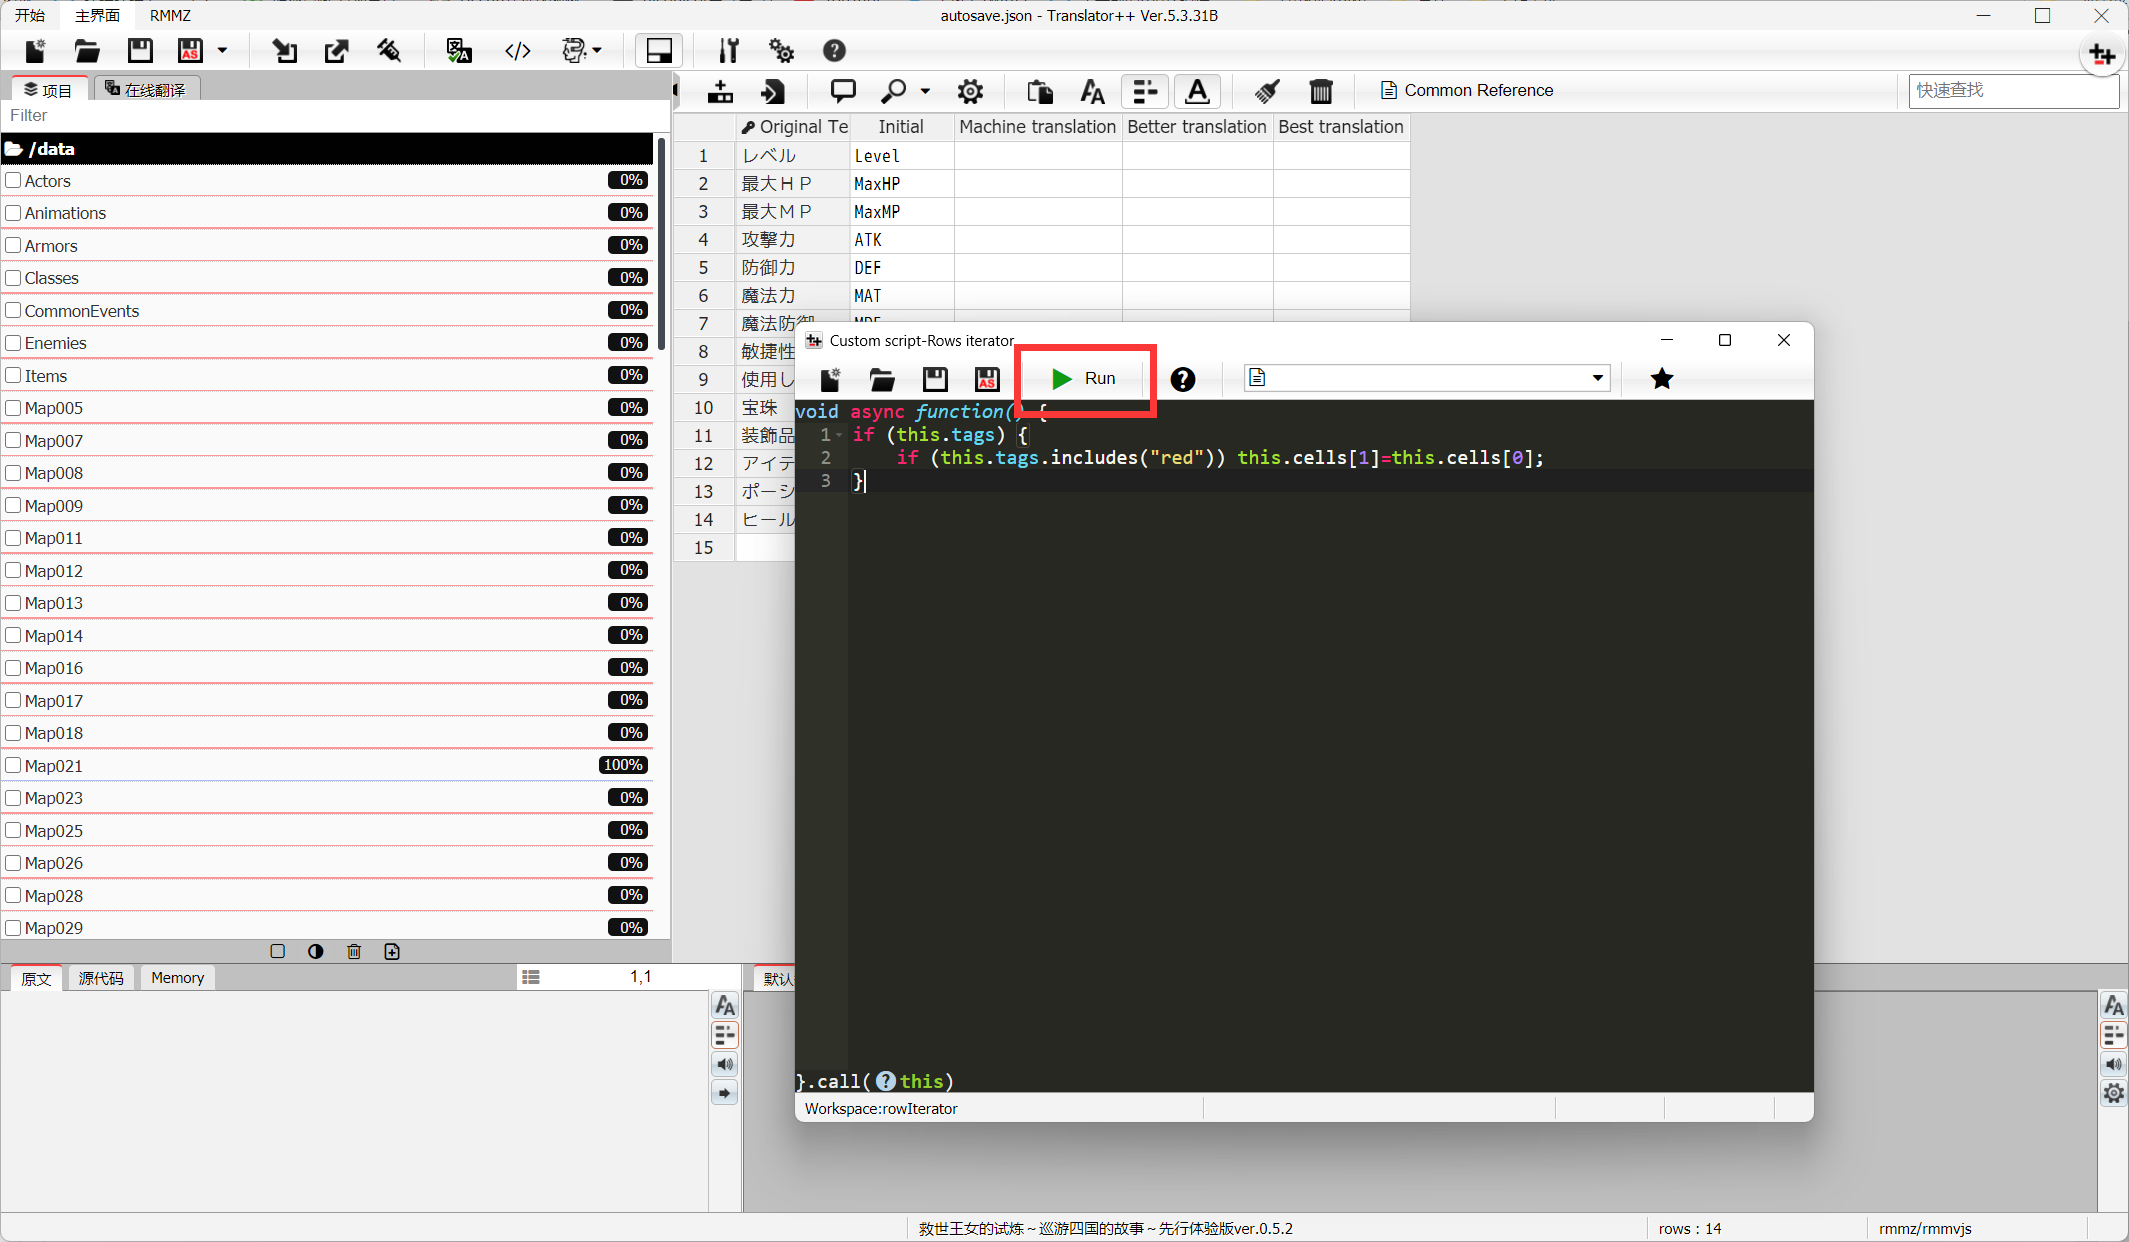 开始 主界面 RMMZ autosave.json - Translator++ Ver.5.3.31B
项目 在线翻译 Common Reference 快速查找
Filter
Original Te Initial Machine translation Better translation Best translation
/data
Actors 0%
Animations 0%
Armors 0%
Classes 0%
CommonEvents 0%
Enemies 0%
Items 0%
Map005 0%
Map007 0%
Map008 0%
Map009 0%
Map011 0%
Map012 0%
Map013 0%
Map014 0%
Map016 0%
Map017 0%
Map018 0%
Map021 100%
Map023 0%
Map025 0%
Map026 0%
Map028 0%
Map029 0%
1 レベル Level
2 最大ＨＰ MaxHP
3 最大ＭＰ MaxMP
4 攻撃力 ATK
5 防御力 DEF
6 魔法力 MAT
7 魔法防御
8 敏捷性
9 使用し
10 宝珠
11 装飾品
12 アイテ
13 ポーシ
14 ヒール
15
Custom script-Rows iterator
AS Run
void async function() {
1 if (this.tags) {
2 if (this.tags.includes("red")) this.cells[1]=this.cells[0];
3 }
}.call( this)
Workspace:rowIterator
原文 源代码 Memory 1,1 默认
救世王女的试炼～巡游四国的故事～先行体验版ver.0.5.2 rows : 14 rmmz/rmmvjs